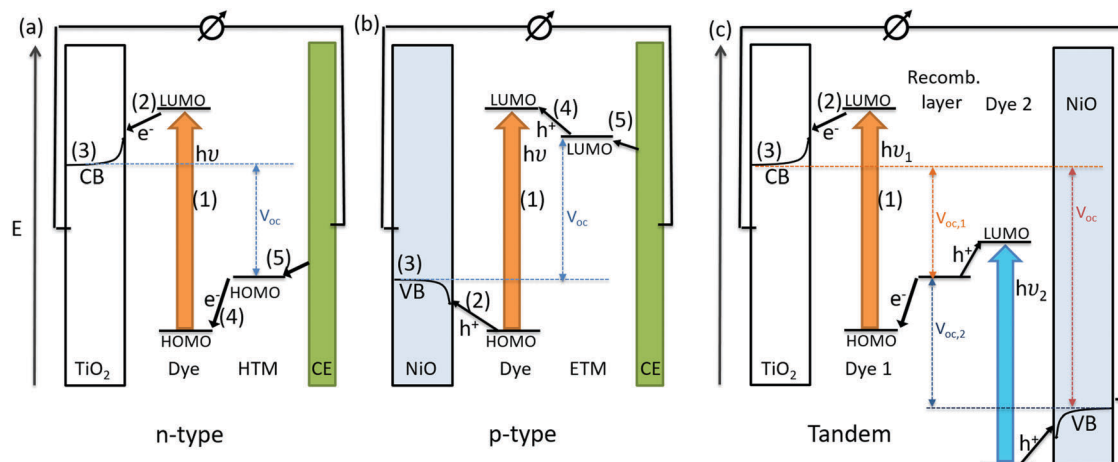 (a)
E
(2)
LUMO
e⁻
(3)
CB
hυ
(1)
V_oc
(5)
HOMO
e⁻
(4)
HOMO
TiO₂
Dye
HTM
CE
n-type
(b)
LUMO
(4)
h⁺
(5)
LUMO
hυ
(1)
V_oc
(3)
VB
(2)
h⁺
HOMO
NiO
Dye
ETM
CE
p-type
(c)
Recomb.
layer
Dye 2
NiO
(2)
LUMO
e⁻
(3)
CB
hυ₁
(1)
V_oc,1
V_oc
LUMO
h⁺
e⁻
hυ₂
V_oc,2
HOMO
TiO₂
Dye 1
VB
h⁺
Tandem